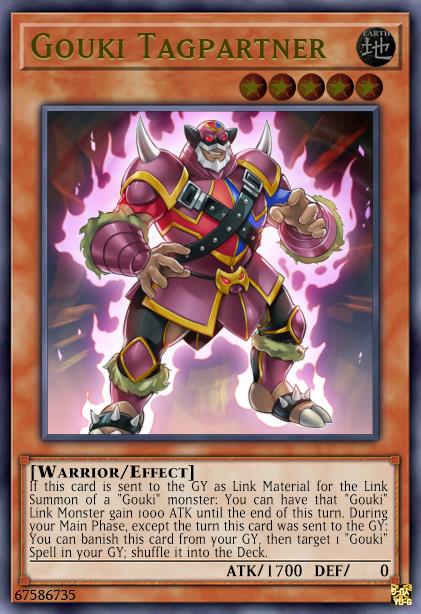 Gouki Tagpartner
EARTH
地
[Warrior/Effect]
If this card is sent to the GY as Link Material for the Link
Summon of a "Gouki" monster: You can have that "Gouki"
Link Monster gain 1000 ATK until the end of this turn. During
your Main Phase, except the turn this card was sent to the GY:
You can banish this card from your GY, then target 1 "Gouki"
Spell in your GY; shuffle it into the Deck.
ATK/1700 DEF/ 0
67586735